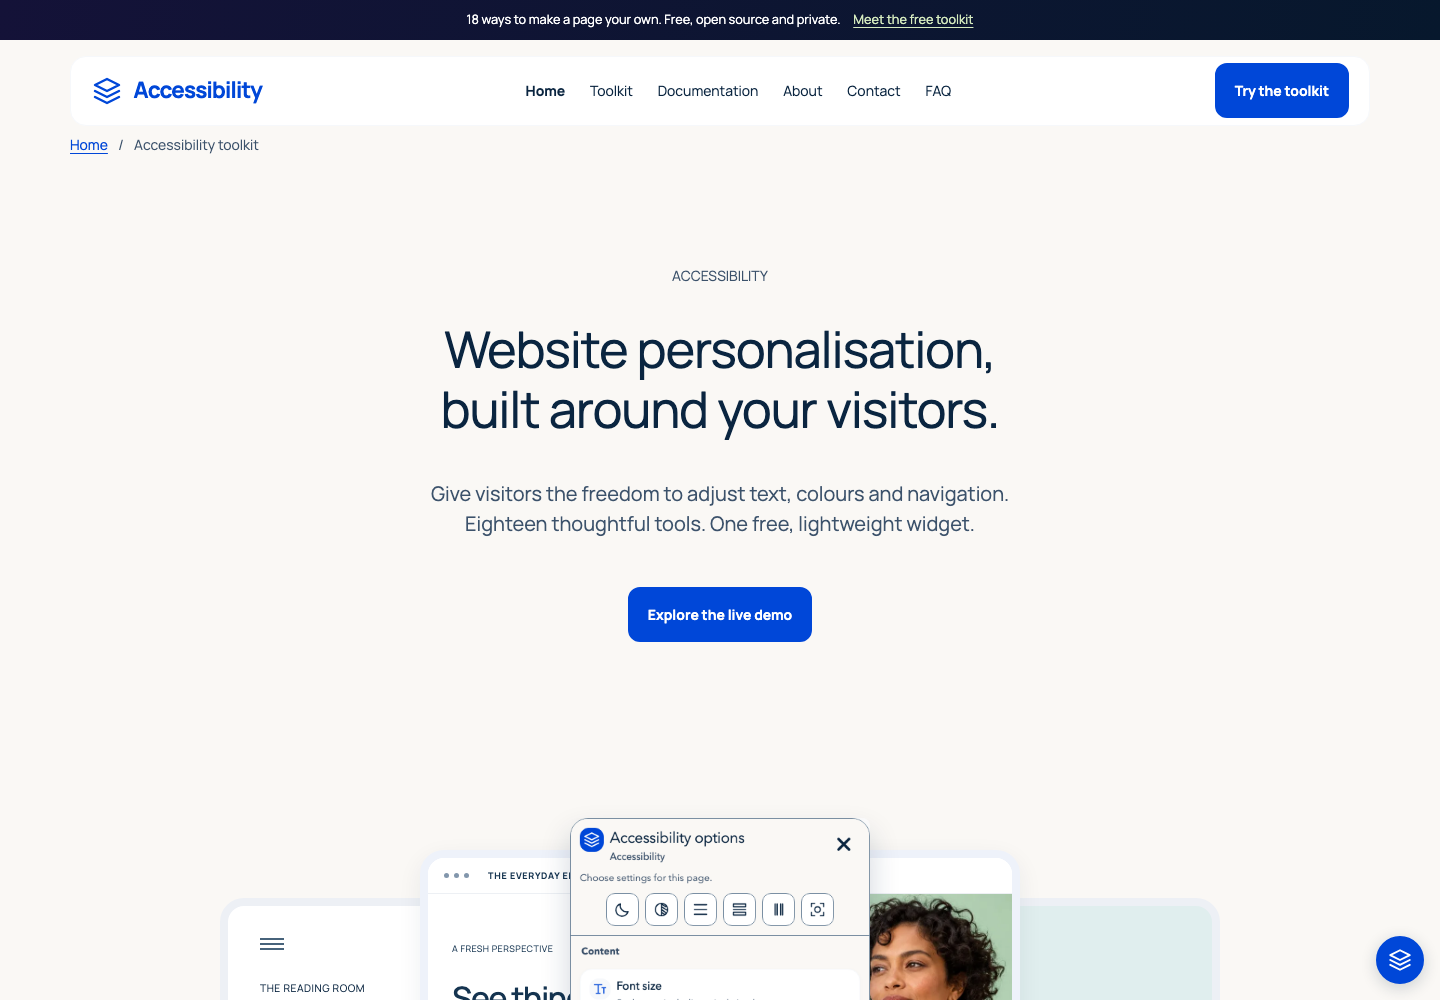 18 ways to make a page your own. Free, open source and private. Meet the free toolkit
Accessibility
Home Toolkit Documentation About Contact FAQ
Try the toolkit
Home / Accessibility toolkit
ACCESSIBILITY
Website personalisation,
built around your visitors.
Give visitors the freedom to adjust text, colours and navigation.
Eighteen thoughtful tools. One free, lightweight widget.
Explore the live demo
Accessibility options
Accessibility
Choose settings for this page.
THE EVERYDAY
Content
A FRESH PERSPECTIVE
Font size
THE READING ROOM
See